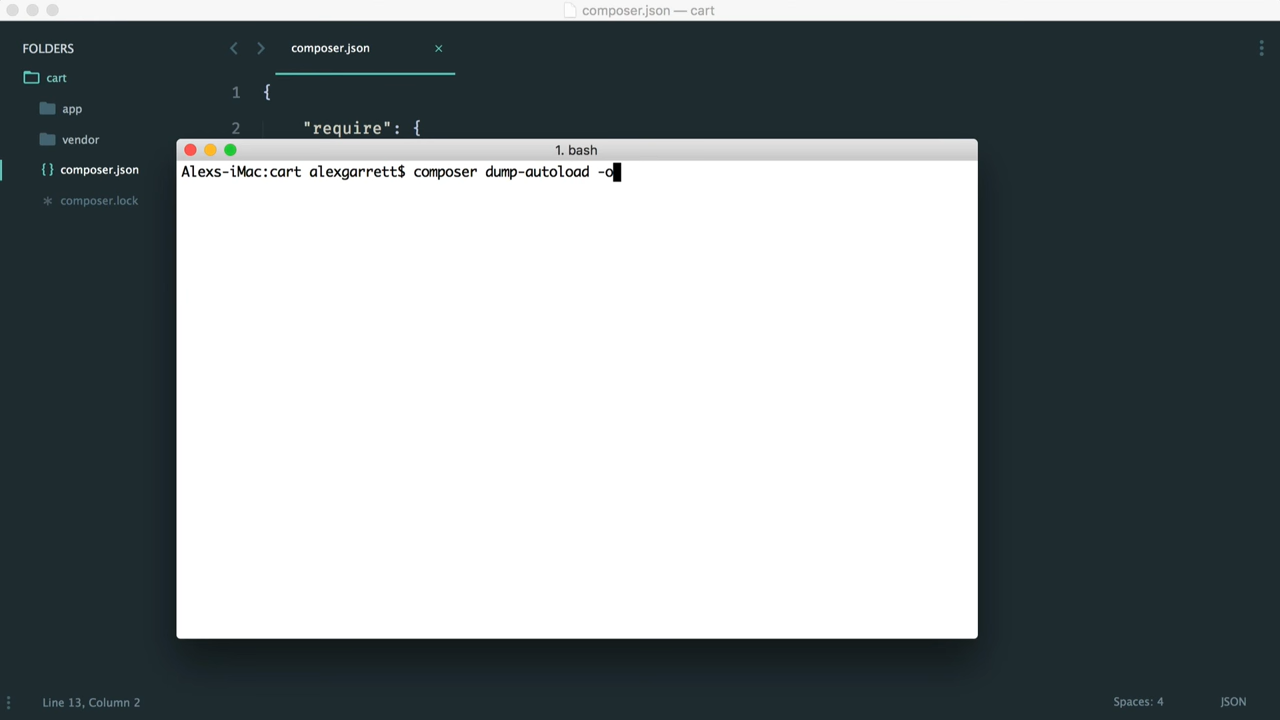 composer.json — cart
FOLDERS
cart
app
vendor
{ } composer.json
* composer.lock
composer.json ×
1 {
2 "require": {
1. bash
Alexs-iMac:cart alexgarrett$ composer dump-autoload -o
Line 13, Column 2
Spaces: 4
JSON